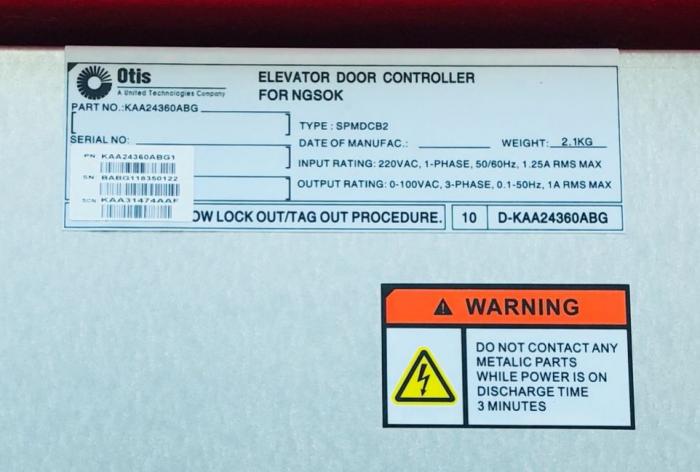 Otis
A United Technologies Company
ELEVATOR DOOR CONTROLLER
FOR NGSOK
PART NO.:KAA24360ABG
TYPE : SPMDCB2
SERIAL NO:
DATE OF MANUFAC.: WEIGHT: 2.1KG
PN KAA24360ABG1
INPUT RATING: 220VAC, 1-PHASE, 50/60Hz, 1.25A RMS MAX
SN BABG118350122
OUTPUT RATING: 0-100VAC, 3-PHASE, 0.1-50Hz, 1A RMS MAX
SCN KAA31474AAF
OW LOCK OUT/TAG OUT PROCEDURE. 10 D-KAA24360ABG
WARNING
DO NOT CONTACT ANY
METALIC PARTS
WHILE POWER IS ON
DISCHARGE TIME
3 MINUTES